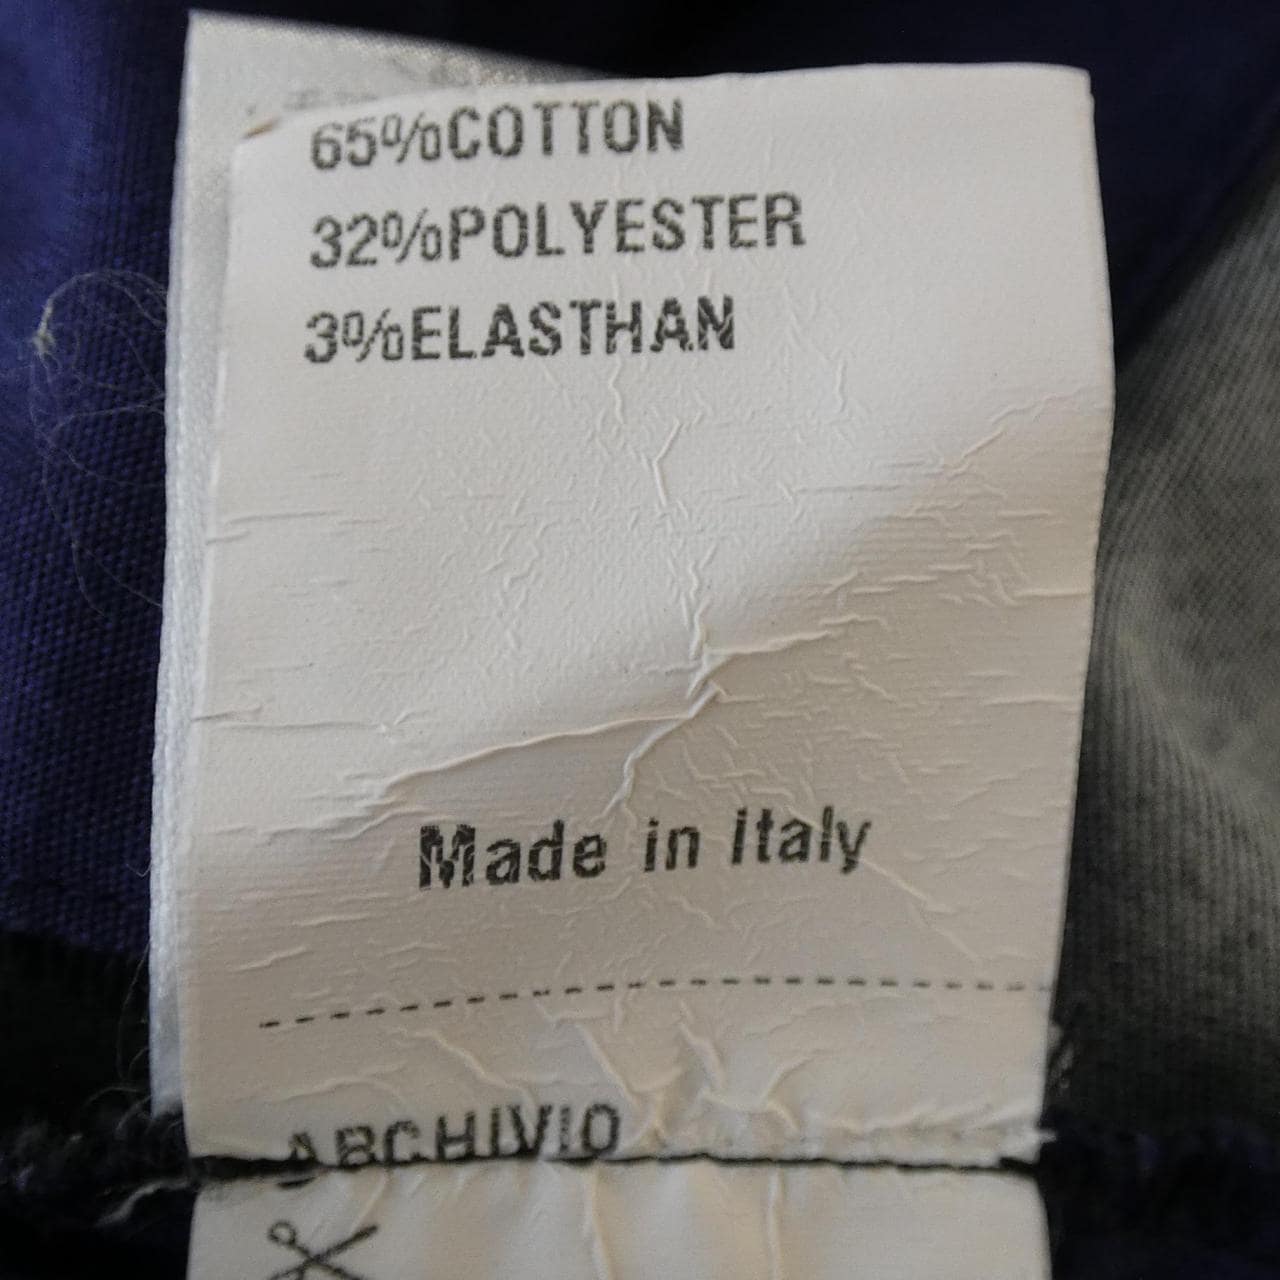 65%COTTON
32%POLYESTER
3%ELASTHAN
Made in Italy
ARCHIVIO